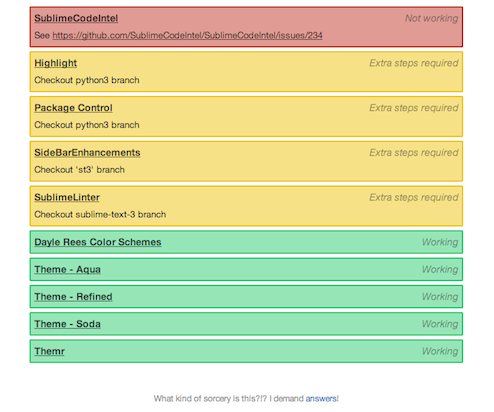 SublimeCodeIntel Not working
See https://github.com/SublimeCodeIntel/SublimeCodeIntel/issues/234
Highlight Extra steps required
Checkout python3 branch
Package Control Extra steps required
Checkout python3 branch
SideBarEnhancements Extra steps required
Checkout 'st3' branch
SublimeLinter Extra steps required
Checkout sublime-text-3 branch
Dayle Rees Color Schemes Working
Theme - Aqua Working
Theme - Refined Working
Theme - Soda Working
Themr Working
What kind of sorcery is this?!? I demand answers!